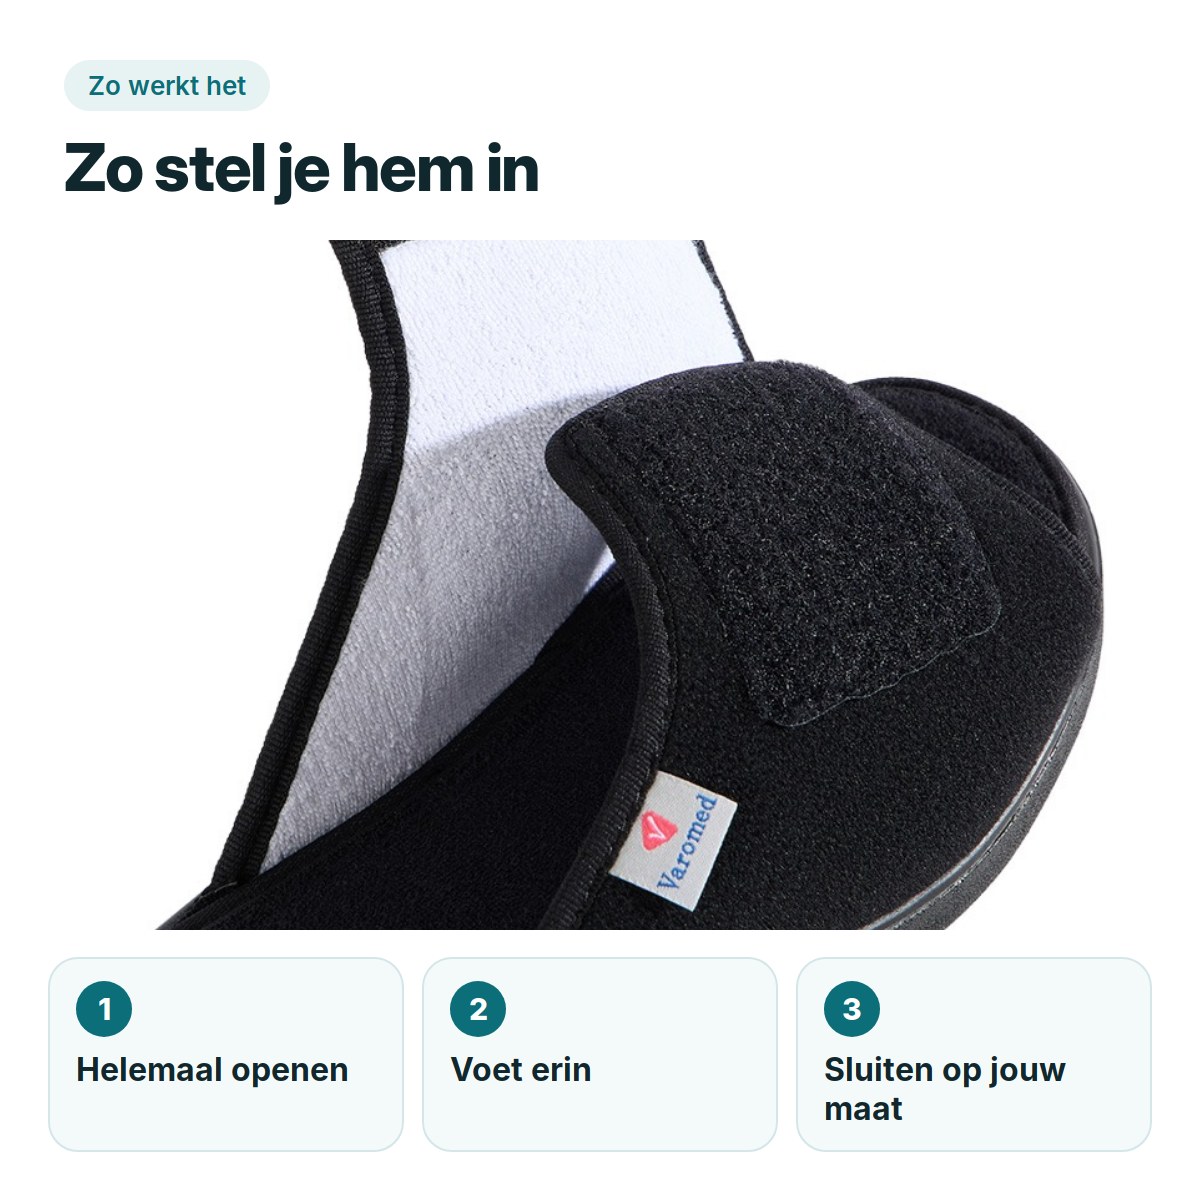 Zo werkt het
Zo stel je hem in
V
Varomed
1
Helemaal openen
2
Voet erin
3
Sluiten op jouw
maat